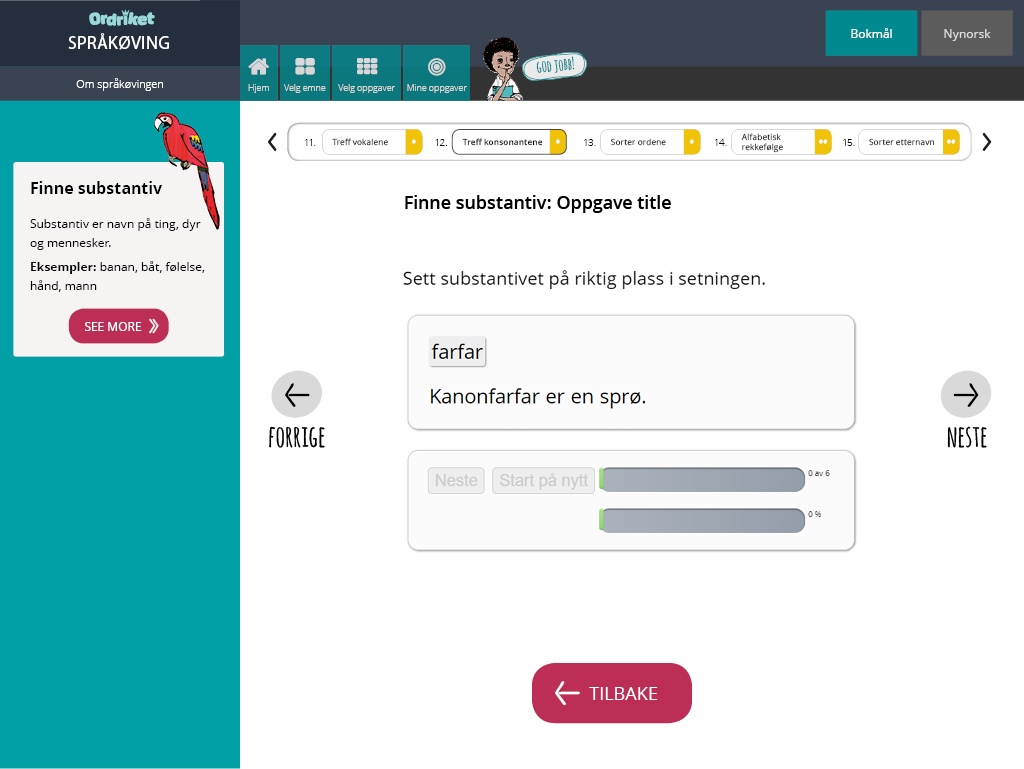 Ordriket
SPRÅKØVING
Om språkøvingen
Hjem
Velg emne
Velg oppgaver
Mine oppgaver
GOD JOBB!
Bokmål
Nynorsk
11. Treff vokalene
12. Treff konsonantene
13. Sorter ordene
14. Alfabetisk
rekkefølge
15. Sorter etternavn
Finne substantiv
Substantiv er navn på ting, dyr
og mennesker.
Eksempler: banan, båt, følelse,
hånd, mann
SEE MORE
Finne substantiv: Oppgave title
Sett substantivet på riktig plass i setningen.
farfar
Kanonfarfar er en sprø.
FORRIGE
NESTE
Neste
Start på nytt
0 av 6
0 %
TILBAKE